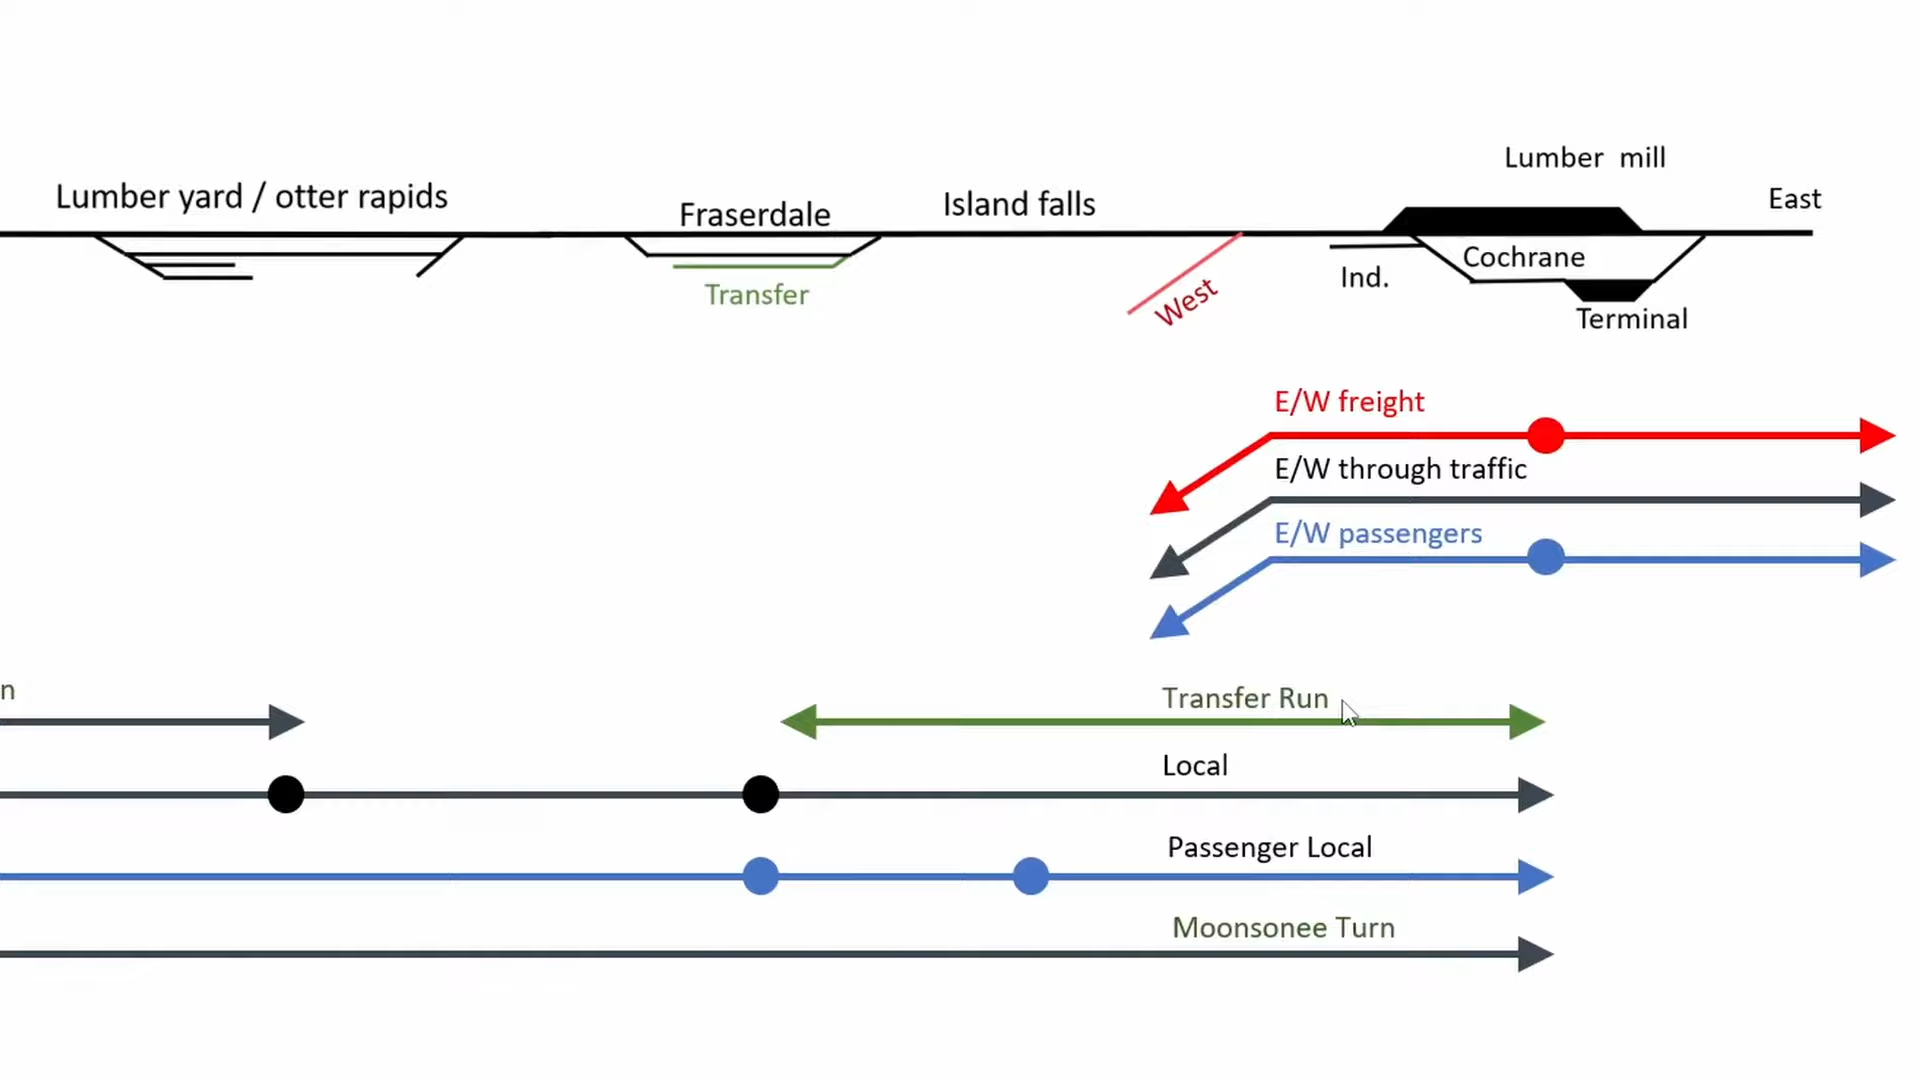 Lumber mill
Lumber yard / otter rapids
Fraserdale
Island falls
East
Cochrane
Ind.
Transfer
West
Terminal
E/W freight
E/W through traffic
E/W passengers
n
Transfer Run
Local
Passenger Local
Moonsonee Turn